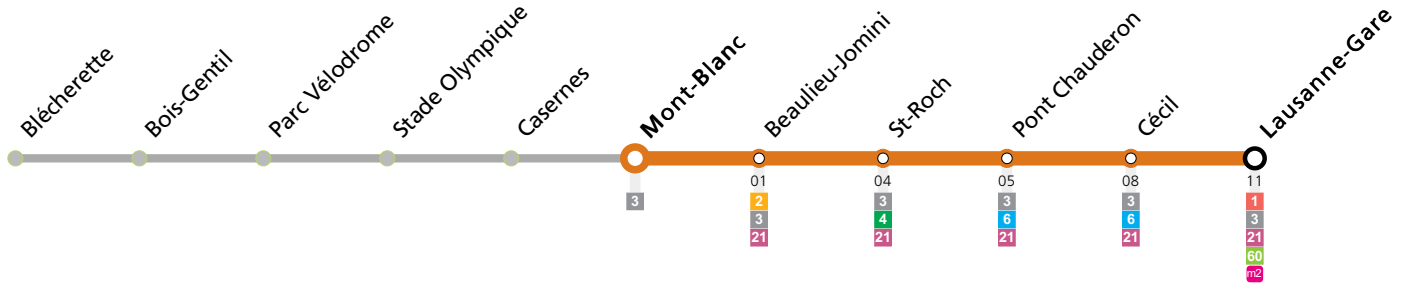 Blécherette
Bois-Gentil
Parc Vélodrome
Stade Olympique
Casernes
Mont-Blanc
Beaulieu-Jomini
St-Roch
Pont Chauderon
Cécil
Lausanne-Gare
01 04 05 08 11
3 2 3 3 3 1
3 4 6 6 3
21 21 21 21 21
60
m2